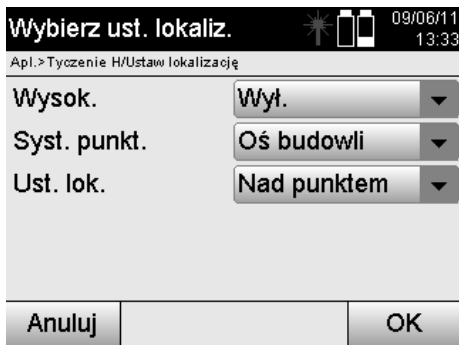 Wybierz ust. lokaliz.
09/06/11
13:33
Apl.>Tyczenie H/Ustaw lokalizację
Wysok. Wył.
Syst. punkt. Oś budowli
Ust. lok. Nad punktem
Anuluj OK